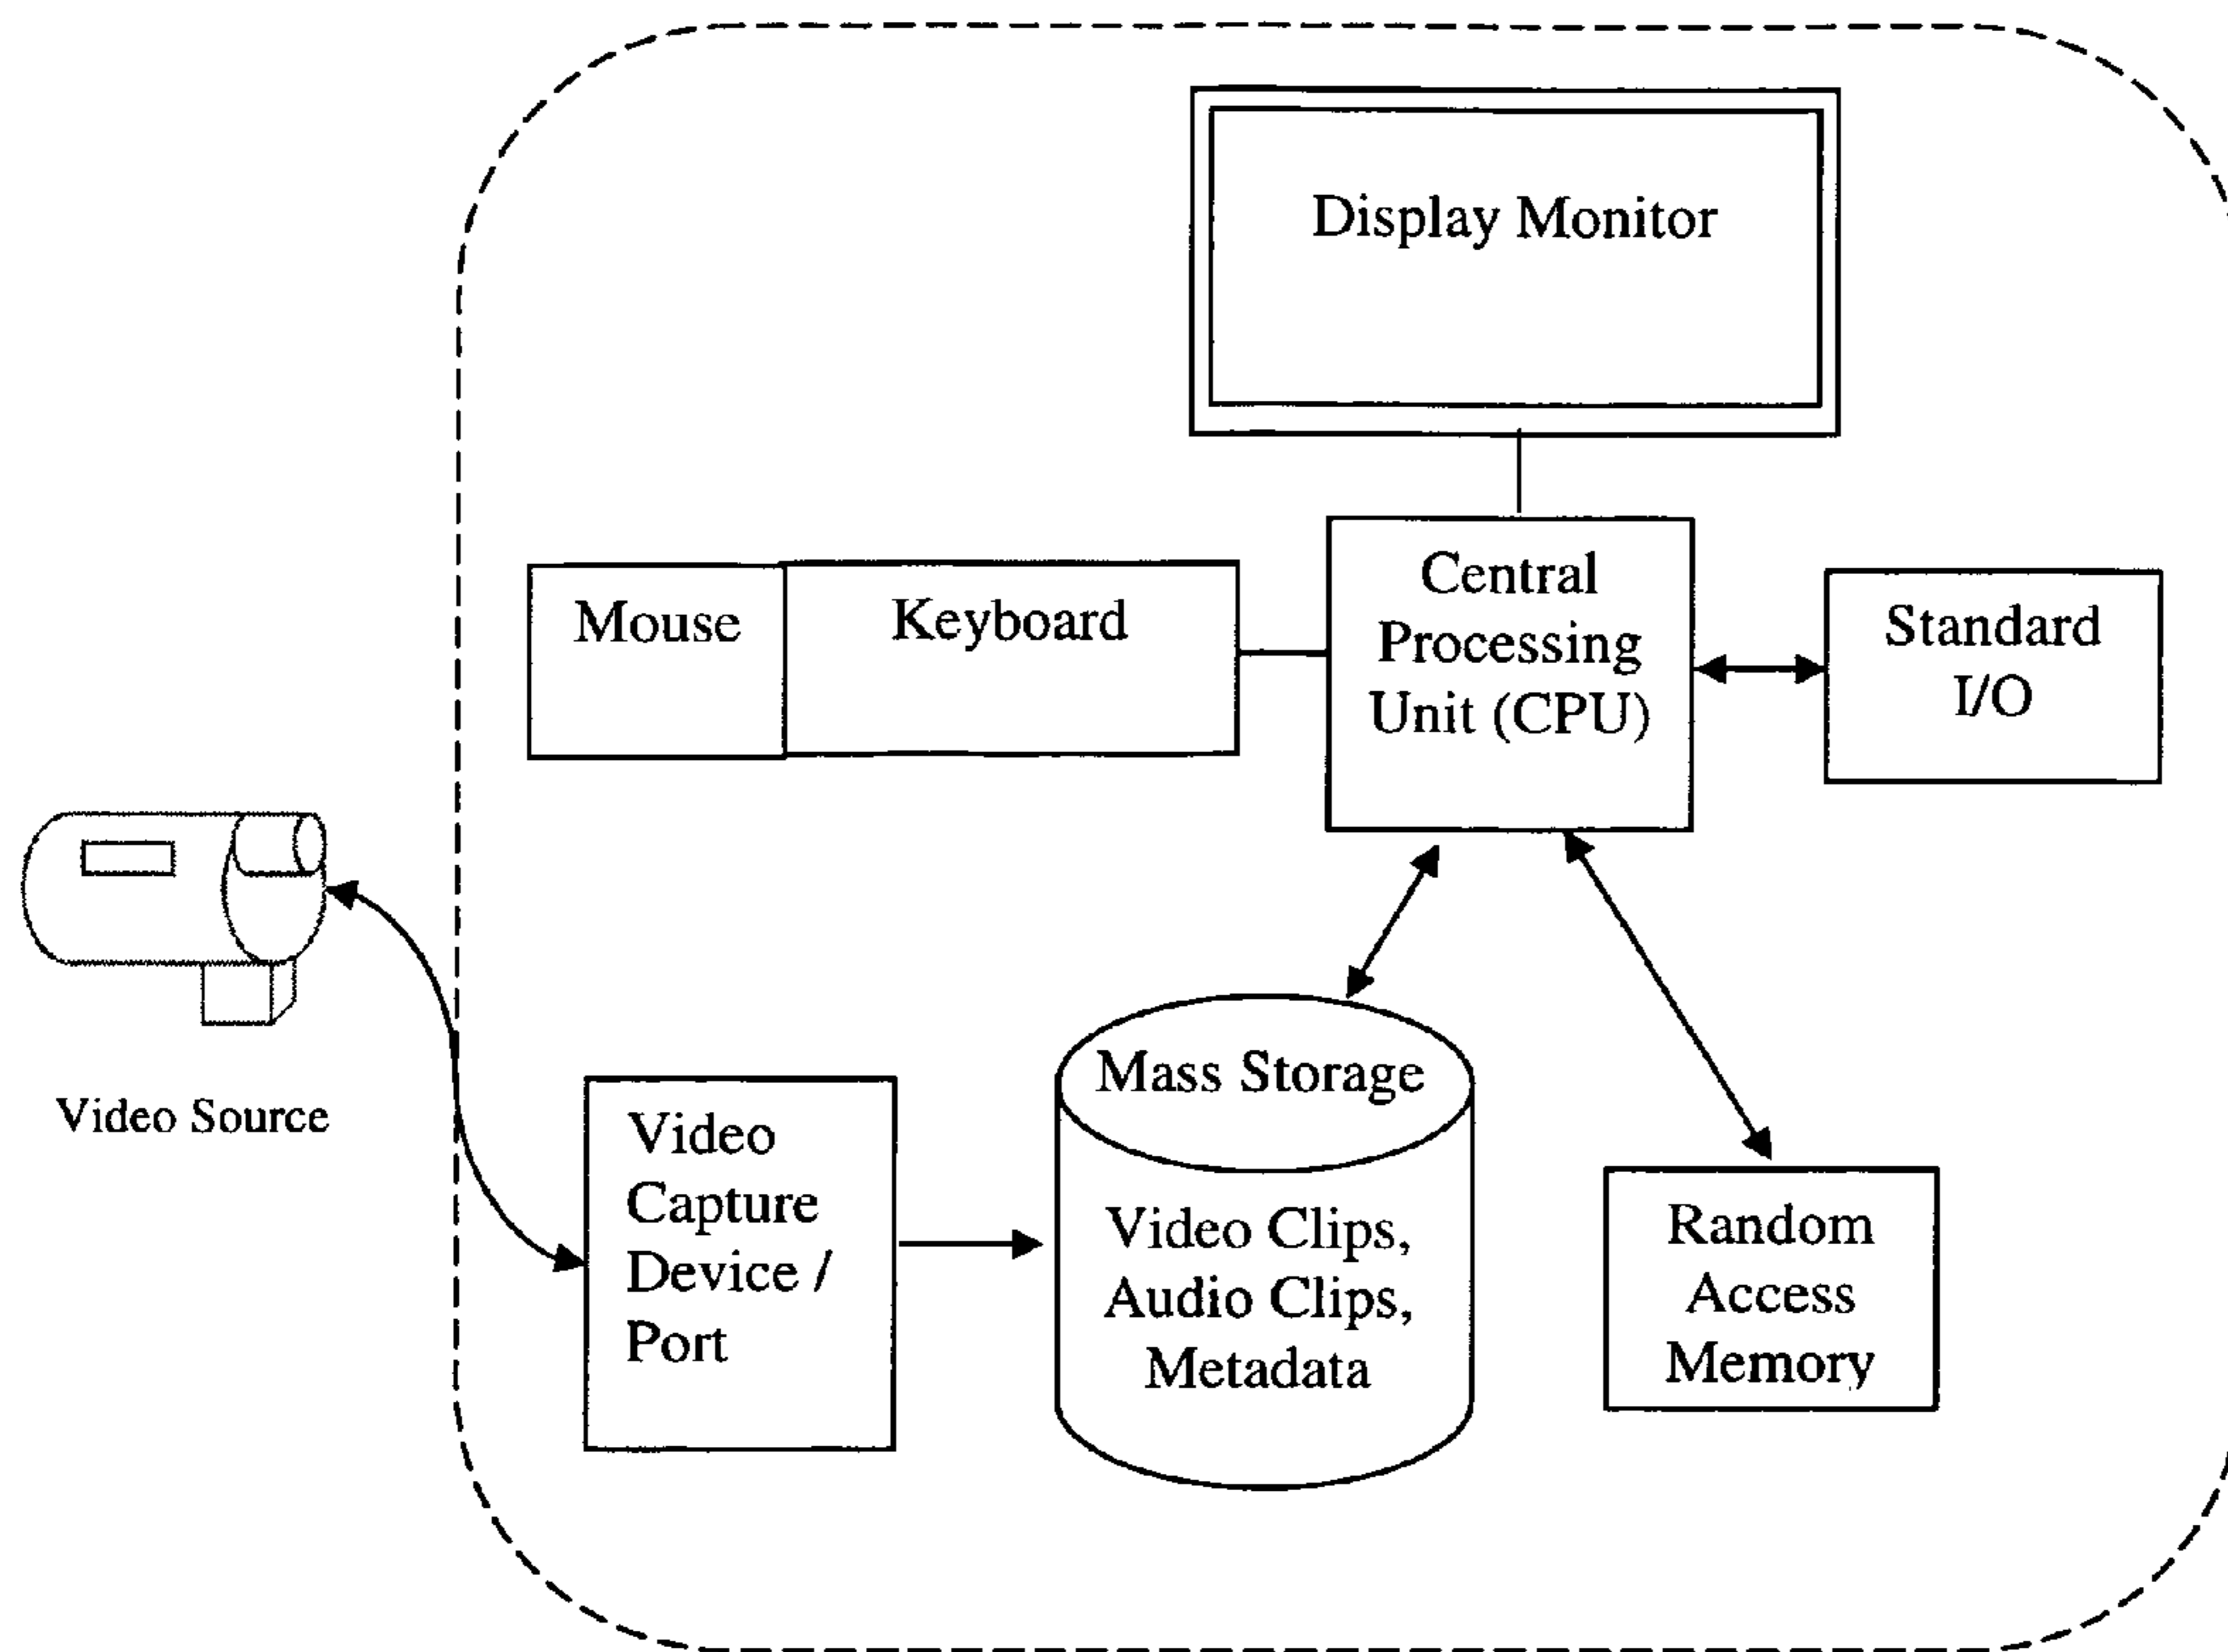 Display Monitor
Mouse
Keyboard
Central
Processing
Unit (CPU)
Standard
I/O
Video Source
Video
Capture
Device /
Port
Mass Storage
Video Clips,
Audio Clips,
Metadata
Random
Access
Memory